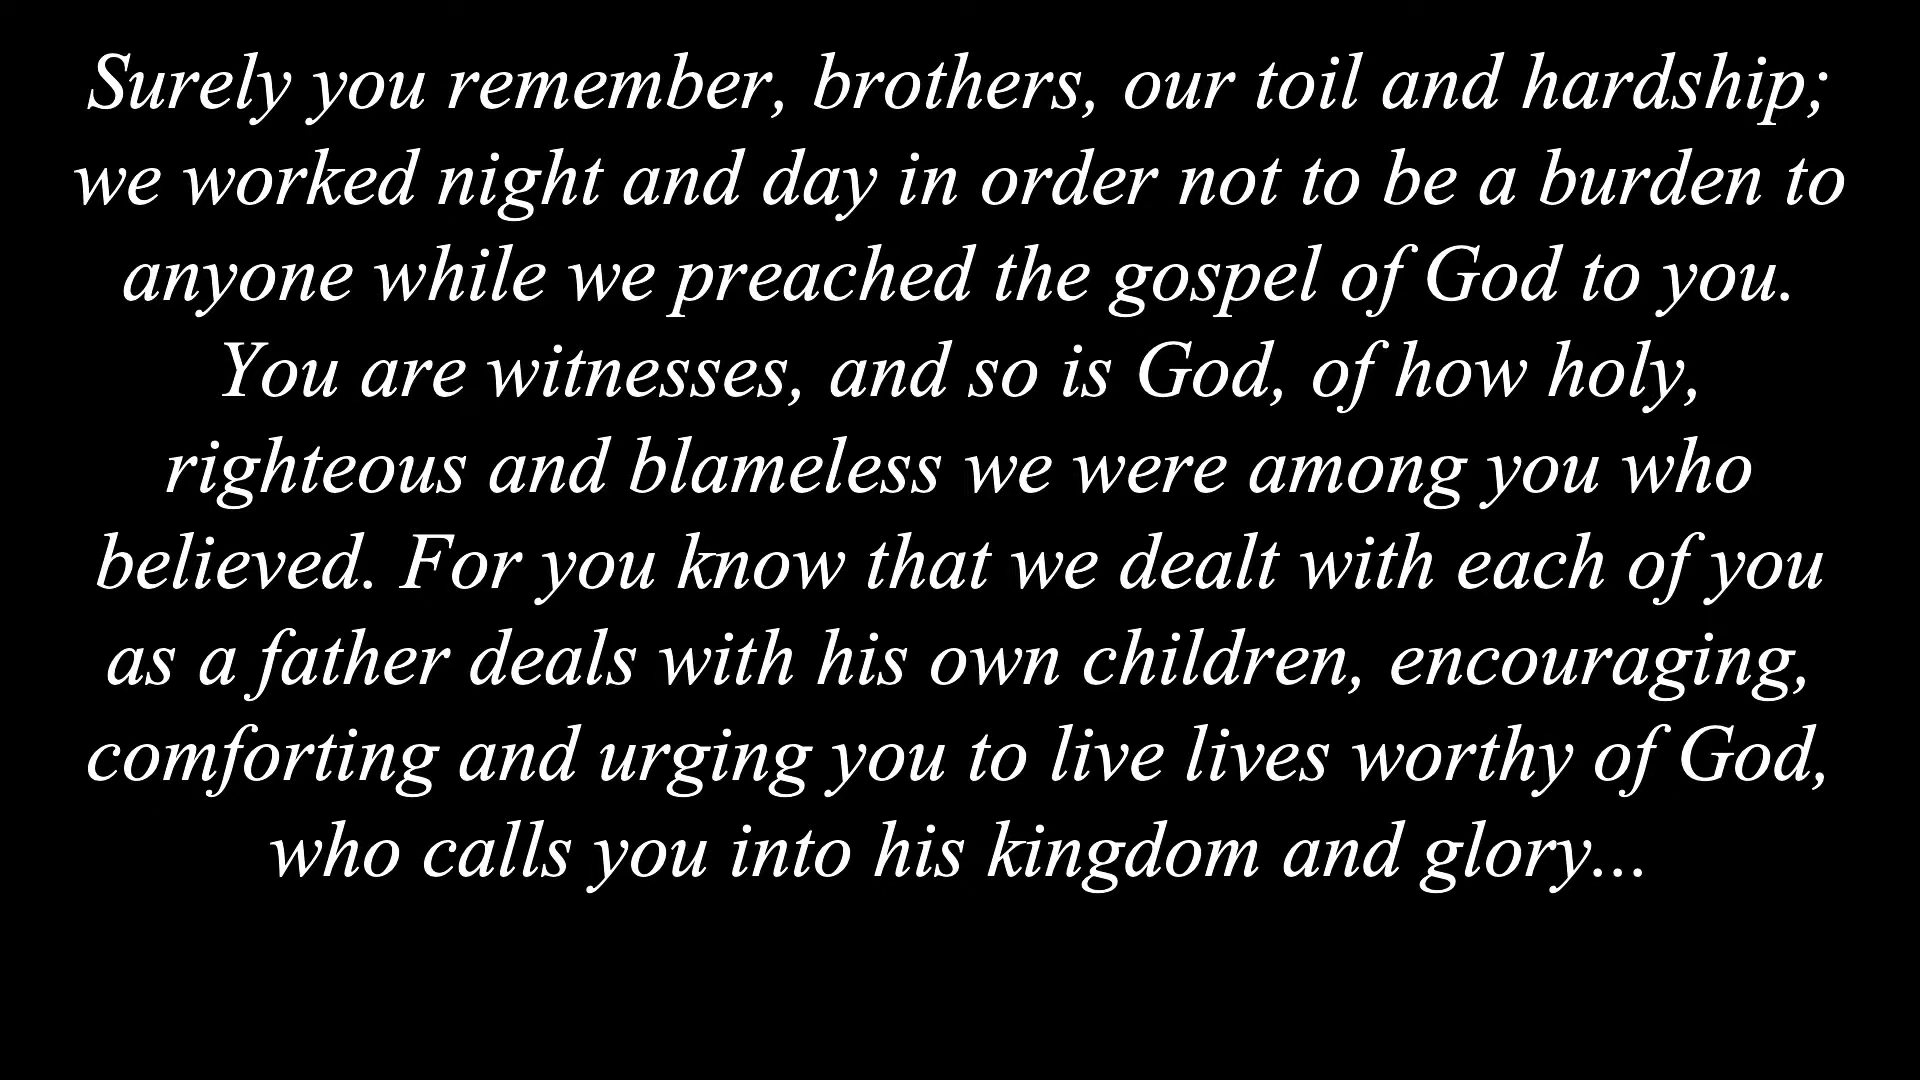 Surely you remember, brothers, our toil and hardship;
we worked night and day in order not to be a burden to
anyone while we preached the gospel of God to you.
You are witnesses, and so is God, of how holy,
righteous and blameless we were among you who
believed. For you know that we dealt with each of you
as a father deals with his own children, encouraging,
comforting and urging you to live lives worthy of God,
who calls you into his kingdom and glory...